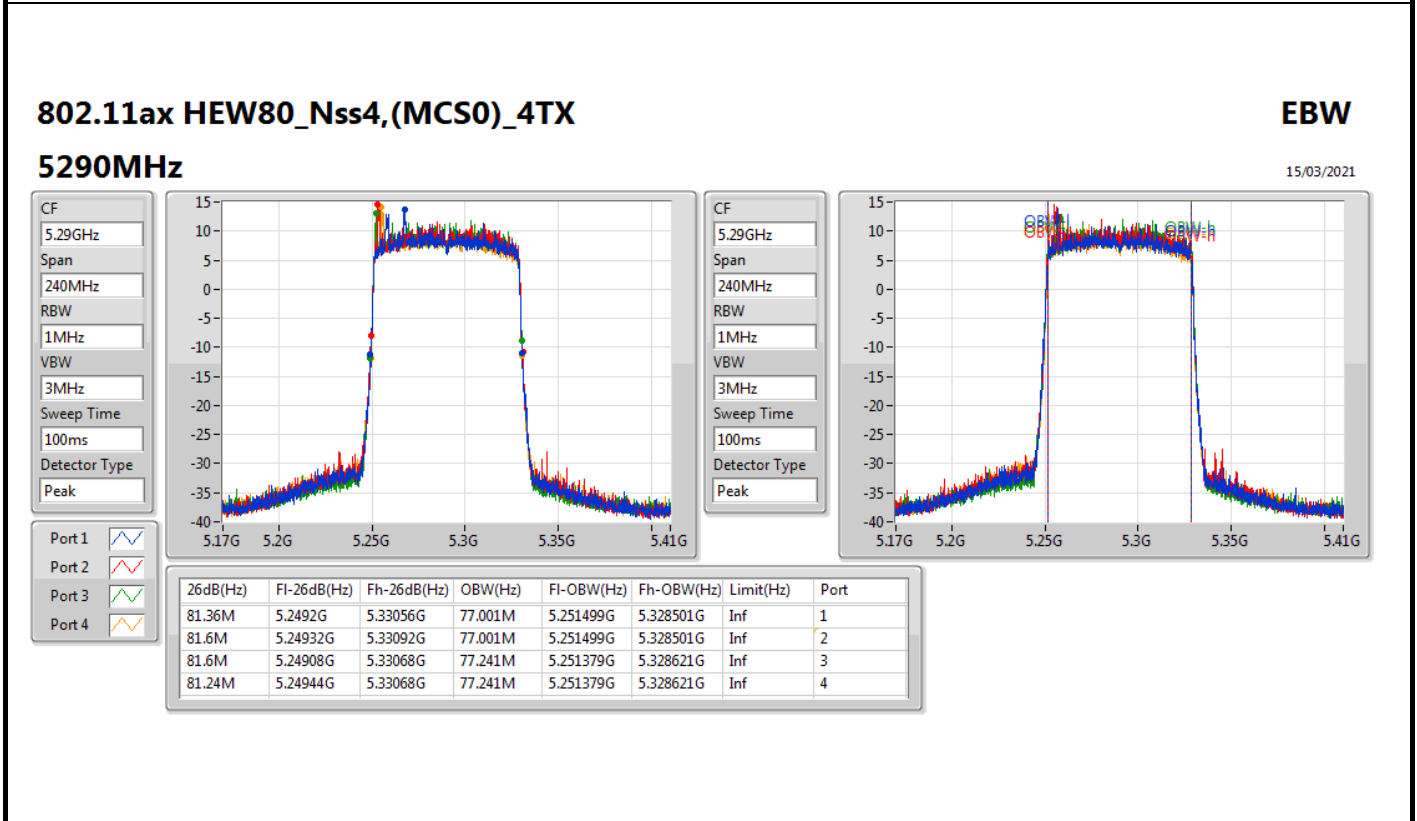 802.11ax HEW80_Nss4,(MCS0)_4TX
EBW
5290MHz
15/03/2021
CF
5.29GHz
Span
240MHz
RBW
1MHz
VBW
3MHz
Sweep Time
100ms
Detector Type
Peak
15
10
5
0
-5
-10
-15
-20
-25
-30
-35
-40
5.17G 5.2G 5.25G 5.3G 5.35G 5.41G
CF
5.29GHz
Span
240MHz
RBW
1MHz
VBW
3MHz
Sweep Time
100ms
Detector Type
Peak
15
10
5
0
-5
-10
-15
-20
-25
-30
-35
-40
OBW-h
5.17G 5.2G 5.25G 5.3G 5.35G 5.41G
Port 1
Port 2
Port 3
Port 4
26dB(Hz) Fl-26dB(Hz) Fh-26dB(Hz) OBW(Hz) Fl-OBW(Hz) Fh-OBW(Hz) Limit(Hz) Port
81.36M 5.2492G 5.33056G 77.001M 5.251499G 5.328501G Inf 1
81.6M 5.24932G 5.33092G 77.001M 5.251499G 5.328501G Inf 2
81.6M 5.24908G 5.33068G 77.241M 5.251379G 5.328621G Inf 3
81.24M 5.24944G 5.33068G 77.241M 5.251379G 5.328621G Inf 4